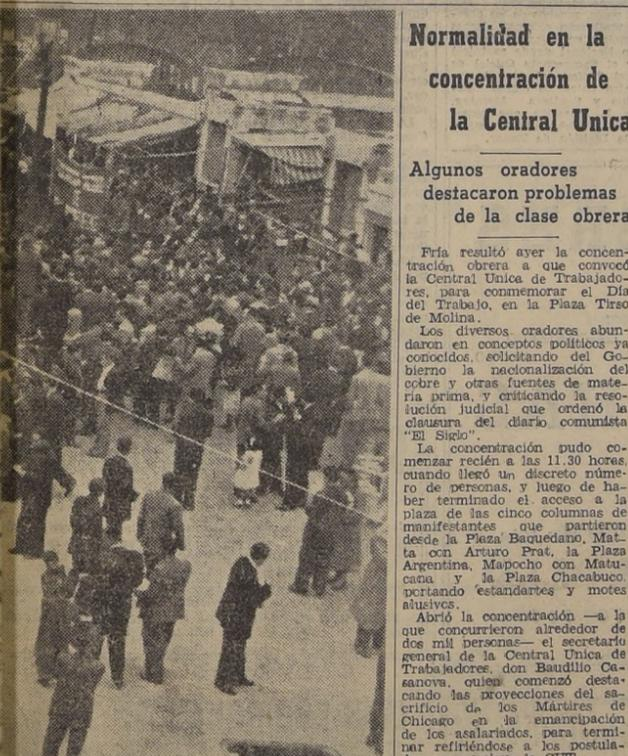 Normalidad en la
concentración de
la Central Unica
Algunos oradores
destacaron problemas
de la clase obrera
Fría resultó ayer la concen-
tración obrera a que convocó
la Central Unica de Trabajado-
res, para conmemorar el Día
del Trabajo, en la Plaza Tirso
de Molina.
Los diversos oradores abun-
daron en conceptos políticos ya
conocidos, solicitando del Go-
bierno la nacionalización del
cobre y otras fuentes de mate-
ria prima, y criticando la reso-
lución judicial que ordenó la
clausura del diario comunista
"El Siglo".
La concentración pudo co-
menzar recién a las 11.30 horas,
cuando llegó un discreto núme-
ro de personas, y luego de ha-
ber terminado el acceso a la
plaza de las cinco columnas de
manifestantes que partieron
desde la Plaza Baquedano, Mat-
ta con Arturo Prat, la Plaza
Argentina, Mapocho con Matu-
cana y la Plaza Chacabuco,
portando estandartes y motes
alusivos.
Abrió la concentración —a la
que concurrieron alrededor de
dos mil personas— el secretario
general de la Central Unica de
Trabajadores, don Baudilio Ca-
sanova, quien comenzó desta-
cando las proyecciones del sa-
crificio de los Mártires de
Chicago en la emancipación
de los asalariados, para termi-
nar refiriéndose a los postula-